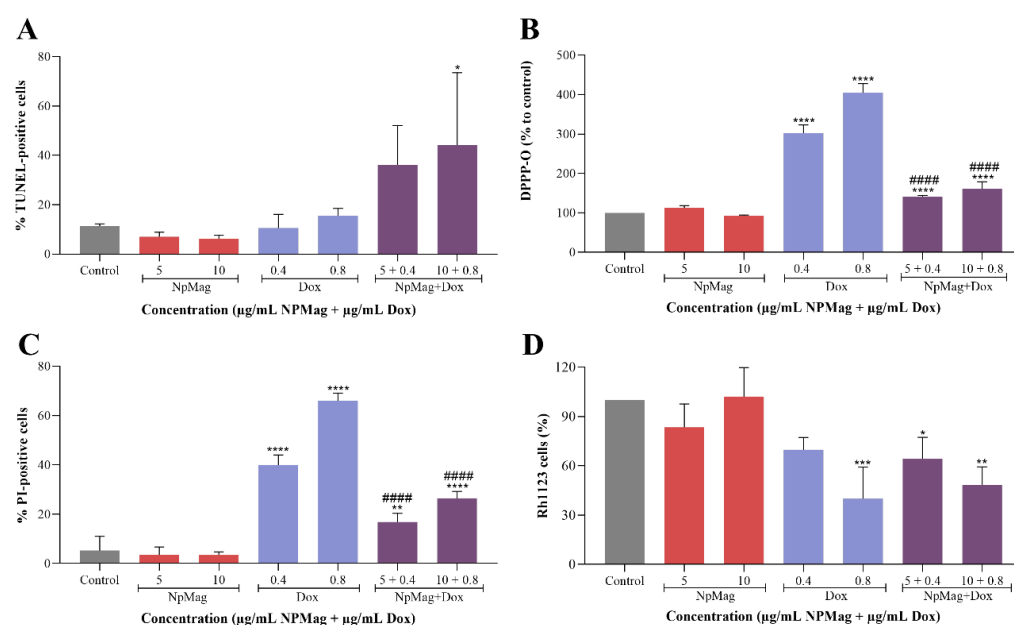 A
% TUNEL-positive cells
80
60
40
20
0
*
Control
5
10
0.4
0.8
5 + 0.4
10 + 0.8
NpMag
Dox
NpMag+Dox
Concentration (µg/mL NPMag + µg/mL Dox)
B
DPPP-O (% to control)
500
400
300
200
100
0
****
****
####
****
####
****
Control
5
10
0.4
0.8
5 + 0.4
10 + 0.8
NpMag
Dox
NpMag+Dox
Concentration (µg/mL NPMag + µg/mL Dox)
C
% PI-positive cells
80
60
40
20
0
****
****
####
**
####
****
Control
5
10
0.4
0.8
5 + 0.4
10 + 0.8
NpMag
Dox
NpMag+Dox
Concentration (µg/mL NPMag + µg/mL Dox)
D
Rh1123 cells (%)
120
90
60
30
0
***
*
**
Control
5
10
0.4
0.8
5 + 0.4
10 + 0.8
NpMag
Dox
NpMag+Dox
Concentration (µg/mL NPMag + µg/mL Dox)